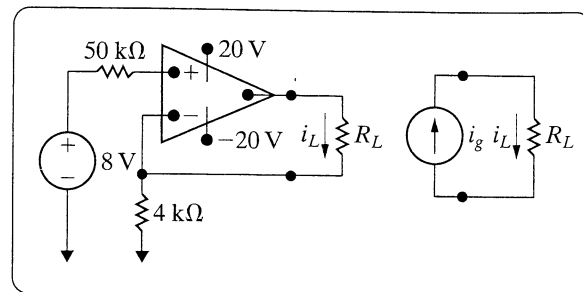 50 kΩ
20 V
+
−
−20 V
+
−
8 V
4 kΩ
i_L
R_L
i_g
i_L
R_L